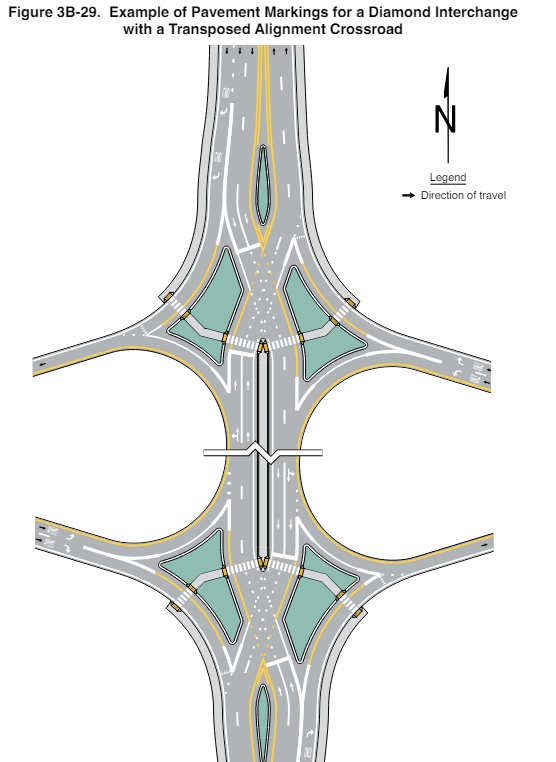 Figure 3B-29.  Example of Pavement Markings for a Diamond Interchange
with a Transposed Alignment Crossroad
N
Legend
Direction of travel